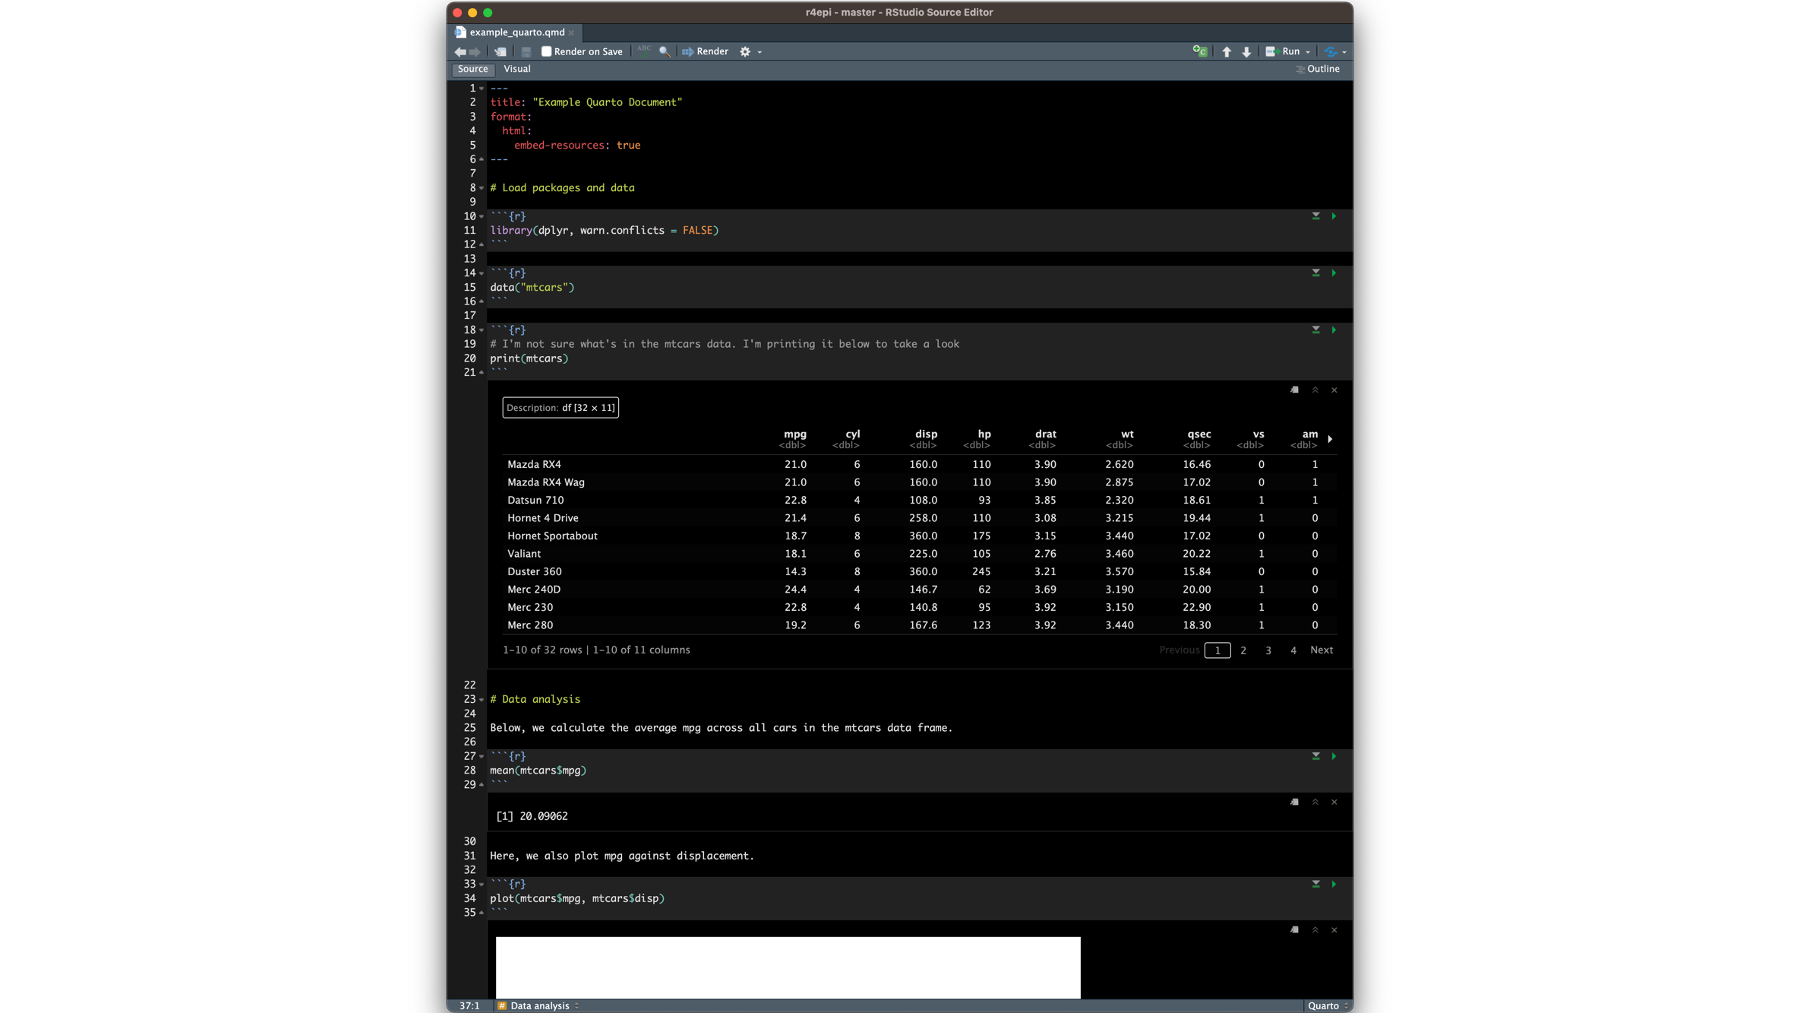 r4epi - master - RStudio Source Editor
example_quarto.qmd
Render on Save ABC Render Run
Source Visual Outline
1 ---
2 title: "Example Quarto Document"
3 format:
4 html:
5 embed-resources: true
6 ---
7
8 # Load packages and data
9
10 ```{r}
11 library(dplyr, warn.conflicts = FALSE)
12 ```
13
14 ```{r}
15 data("mtcars")
16 ```
17
18 ```{r}
19 # I'm not sure what's in the mtcars data. I'm printing it below to take a look
20 print(mtcars)
21 ```
Description: df [32 × 11]
mpg cyl disp hp drat wt qsec vs am
<dbl> <dbl> <dbl> <dbl> <dbl> <dbl> <dbl> <dbl> <dbl>
Mazda RX4 21.0 6 160.0 110 3.90 2.620 16.46 0 1
Mazda RX4 Wag 21.0 6 160.0 110 3.90 2.875 17.02 0 1
Datsun 710 22.8 4 108.0 93 3.85 2.320 18.61 1 1
Hornet 4 Drive 21.4 6 258.0 110 3.08 3.215 19.44 1 0
Hornet Sportabout 18.7 8 360.0 175 3.15 3.440 17.02 0 0
Valiant 18.1 6 225.0 105 2.76 3.460 20.22 1 0
Duster 360 14.3 8 360.0 245 3.21 3.570 15.84 0 0
Merc 240D 24.4 4 146.7 62 3.69 3.190 20.00 1 0
Merc 230 22.8 4 140.8 95 3.92 3.150 22.90 1 0
Merc 280 19.2 6 167.6 123 3.92 3.440 18.30 1 0
1-10 of 32 rows | 1-10 of 11 columns Previous 1 2 3 4 Next
22
23 # Data analysis
24
25 Below, we calculate the average mpg across all cars in the mtcars data frame.
26
27 ```{r}
28 mean(mtcars$mpg)
29 ```
[1] 20.09062
30
31 Here, we also plot mpg against displacement.
32
33 ```{r}
34 plot(mtcars$mpg, mtcars$disp)
35 ```
37:1 # Data analysis Quarto